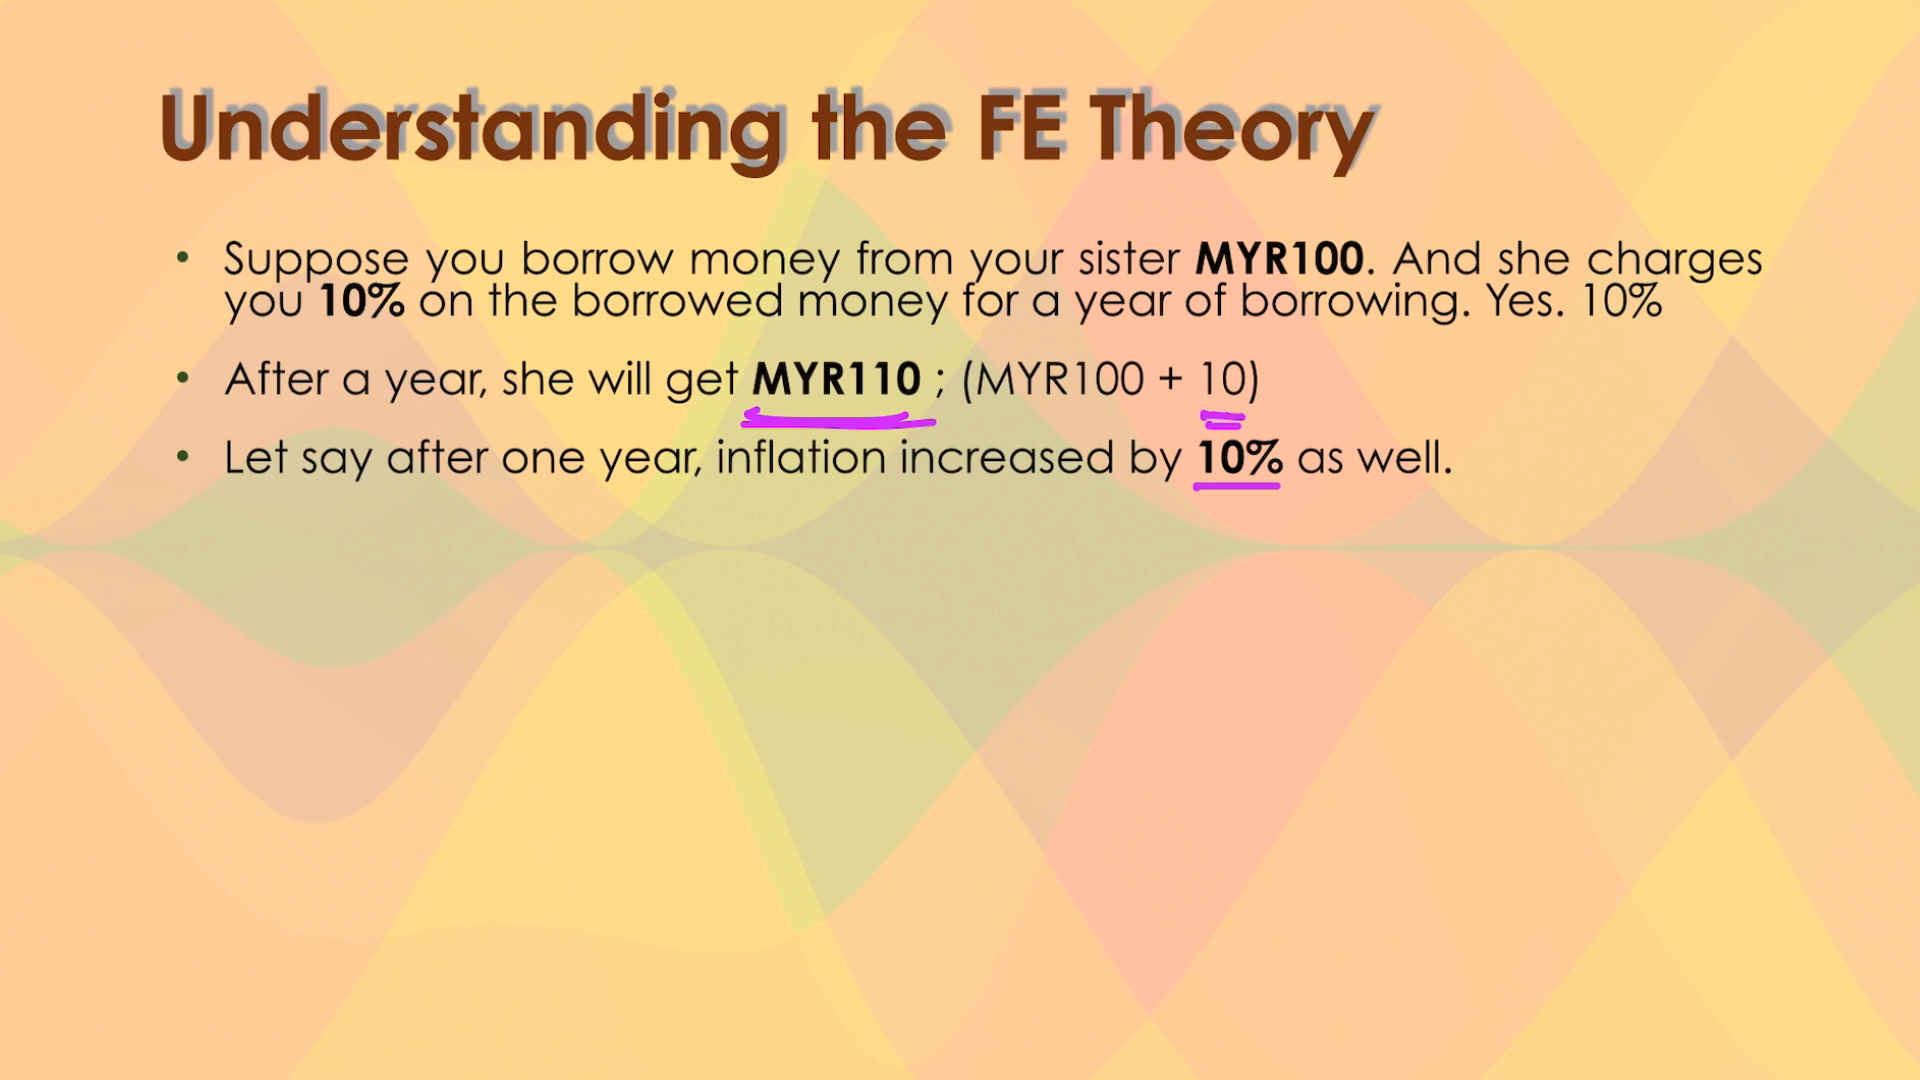 Understanding the FE Theory
• Suppose you borrow money from your sister MYR100. And she charges
you 10% on the borrowed money for a year of borrowing. Yes. 10%
• After a year, she will get MYR110 ; (MYR100 + 10)
• Let say after one year, inflation increased by 10% as well.